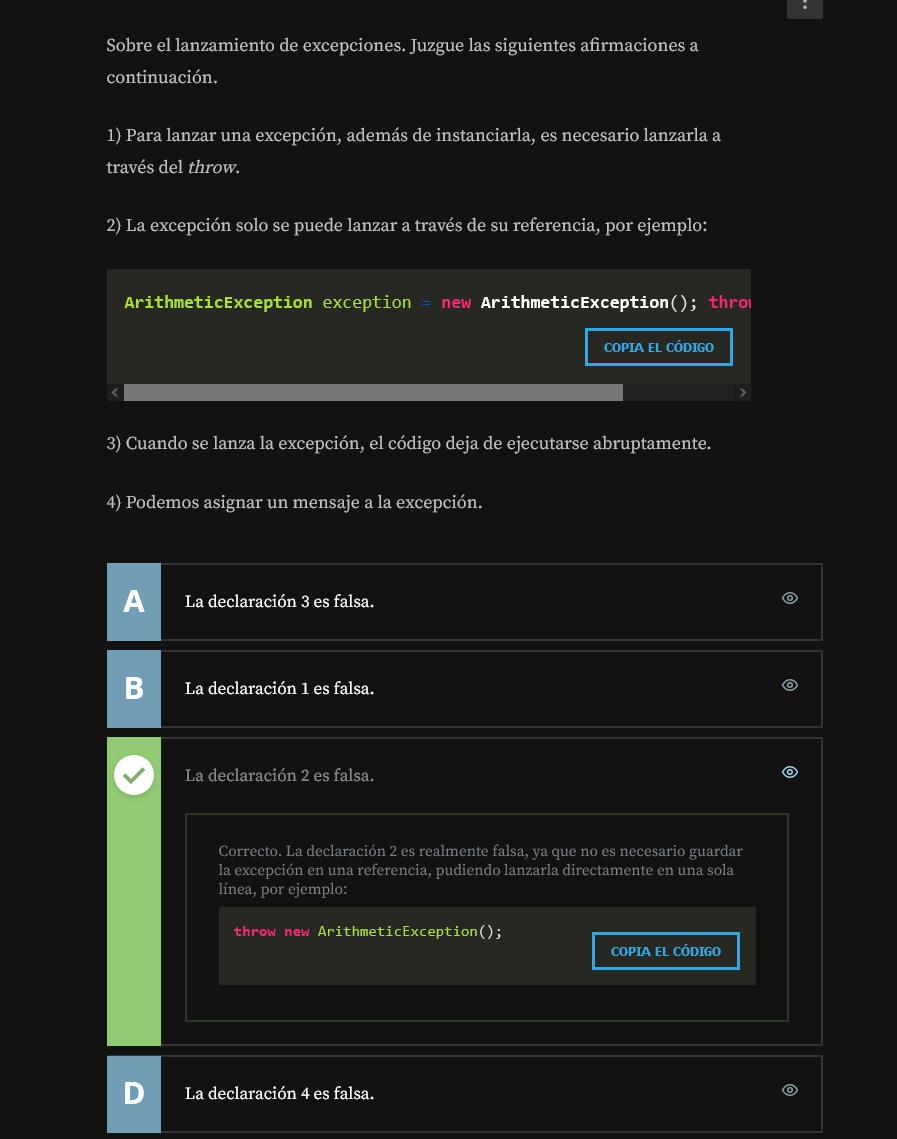 Sobre el lanzamiento de excepciones. Juzgue las siguientes afirmaciones a
continuación.
1) Para lanzar una excepción, además de instanciarla, es necesario lanzarla a
través del throw.
2) La excepción solo se puede lanzar a través de su referencia, por ejemplo:
ArithmeticException exception = new ArithmeticException(); throw
COPIA EL CÓDIGO
3) Cuando se lanza la excepción, el código deja de ejecutarse abruptamente.
4) Podemos asignar un mensaje a la excepción.
A
La declaración 3 es falsa.
B
La declaración 1 es falsa.
La declaración 2 es falsa.
Correcto. La declaración 2 es realmente falsa, ya que no es necesario guardar
la excepción en una referencia, pudiendo lanzarla directamente en una sola
línea, por ejemplo:
throw new ArithmeticException();
COPIA EL CÓDIGO
D
La declaración 4 es falsa.